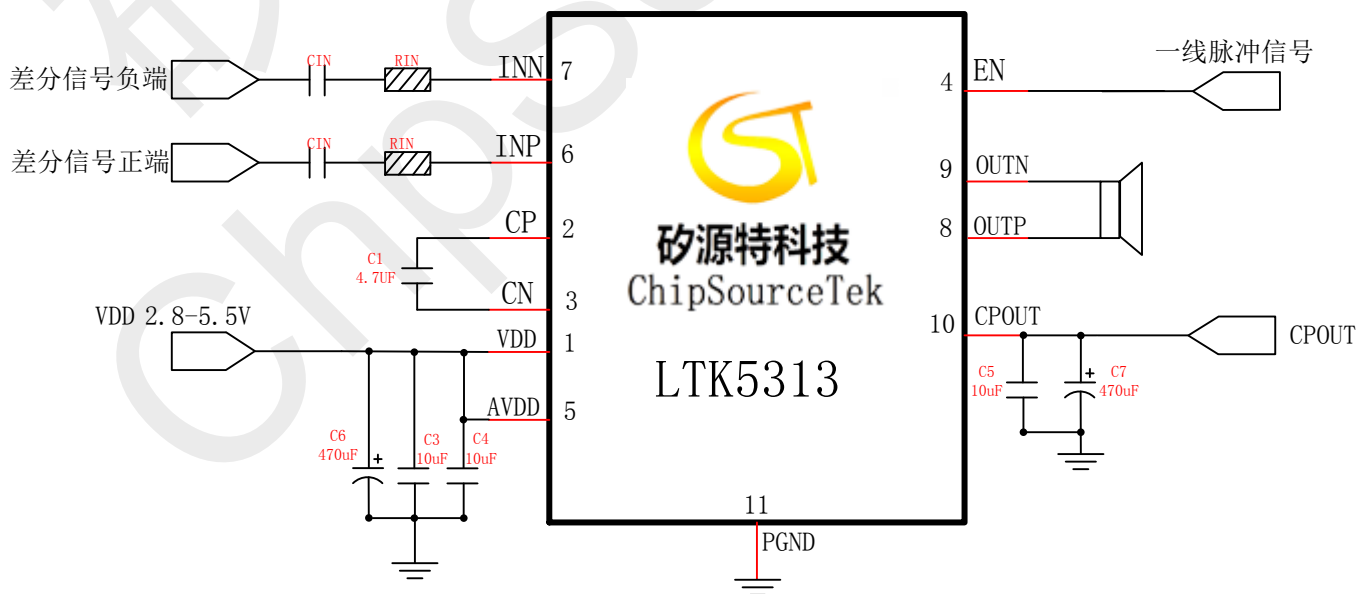 差分信号负端
CIN
RIN
INN
7
差分信号正端
CIN
RIN
INP
6
CP
2
C1
4.7UF
CN
3
VDD 2.8-5.5V
VDD
1
AVDD
5
C6
470uF
C3
10uF
C4
10uF
矽源特科技
ChipSourceTek
LTK5313
11
PGND
4
EN
一线脉冲信号
9
OUTN
8
OUTP
10
CPOUT
CPOUT
C5
10uF
C7
470uF